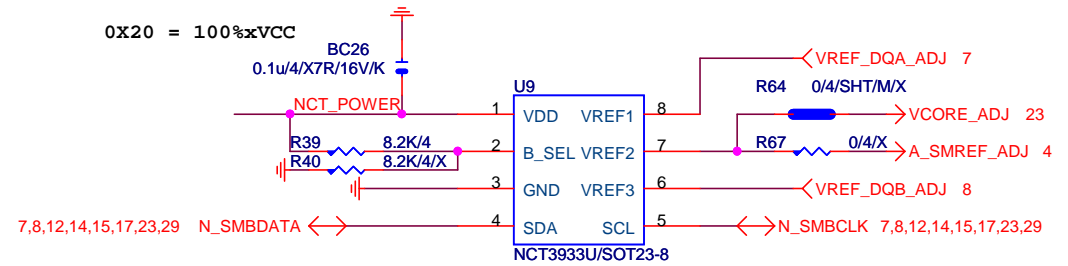 0X20 = 100%xVCC
BC26
0.1u/4/X7R/16V/K
NCT_POWER
U9
VREF_DQA_ADJ 7
R64 0/4/SHT/M/X
1 VDD VREF1 8
VCORE_ADJ 23
R39 8.2K/4
2 B_SEL VREF2 7
R67 0/4/X
A_SMREF_ADJ 4
R40 8.2K/4/X
3 GND VREF3 6
VREF_DQB_ADJ 8
7,8,12,14,15,17,23,29 N_SMBDATA
4 SDA SCL 5
N_SMBCLK 7,8,12,14,15,17,23,29
NCT3933U/SOT23-8